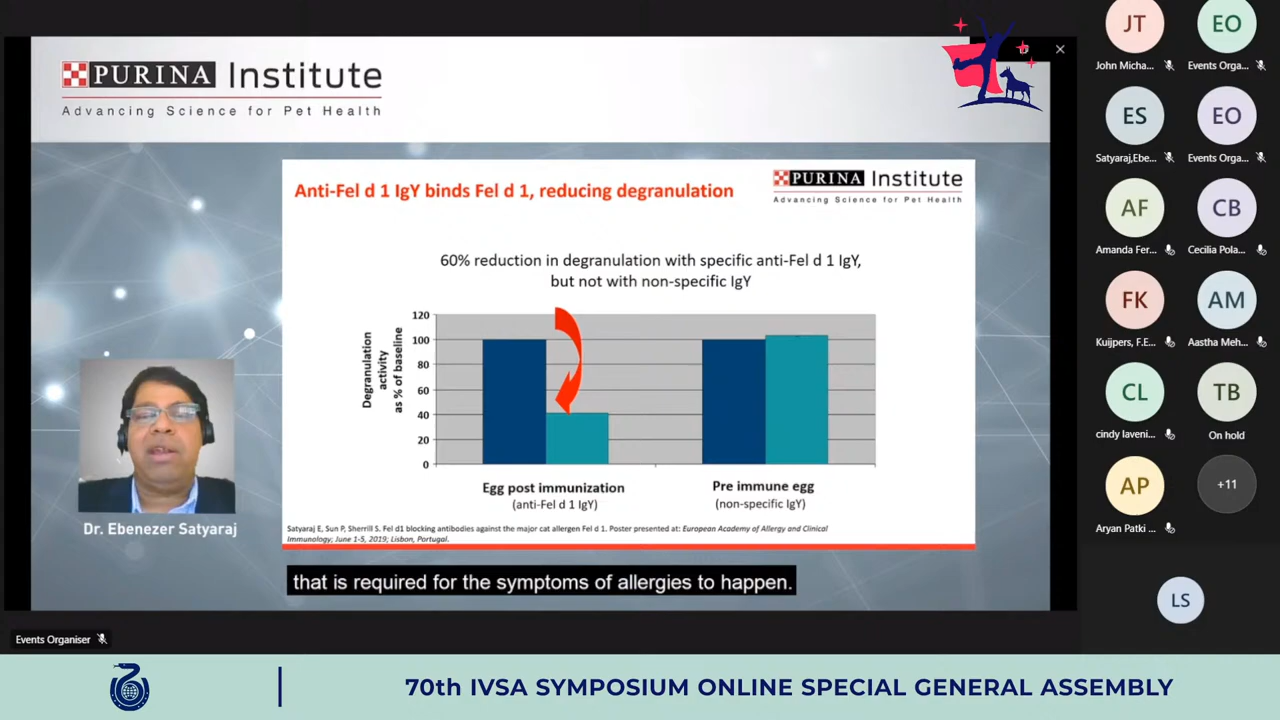 PURINA Institute
Advancing Science for Pet Health
Anti-Fel d 1 IgY binds Fel d 1, reducing degranulation
PURINA Institute
Advancing Science for Pet Health
60% reduction in degranulation with specific anti-Fel d 1 IgY,
but not with non-specific IgY
Degranulation
activity
as % of baseline
120
100
80
60
40
20
0
Egg post immunization
(anti-Fel d 1 IgY)
Pre immune egg
(non-specific IgY)
Satyaraj E, Sun P, Sherrill S. Fel d1 blocking antibodies against the major cat allergen Fel d 1. Poster presented at: European Academy of Allergy and Clinical
Immunology; June 1-5, 2019; Lisbon, Portugal.
Dr. Ebenezer Satyaraj
that is required for the symptoms of allergies to happen.
Events Organiser
JT
John Micha...
EO
Events Orga...
ES
Satyaraj,Ebe...
EO
Events Orga...
AF
Amanda Fer...
CB
Cecilia Pola...
FK
Kuijpers, F.E...
AM
Aastha Meh...
CL
cindy laveni...
TB
On hold
AP
Aryan Patki ...
+11
LS
70th IVSA SYMPOSIUM ONLINE SPECIAL GENERAL ASSEMBLY